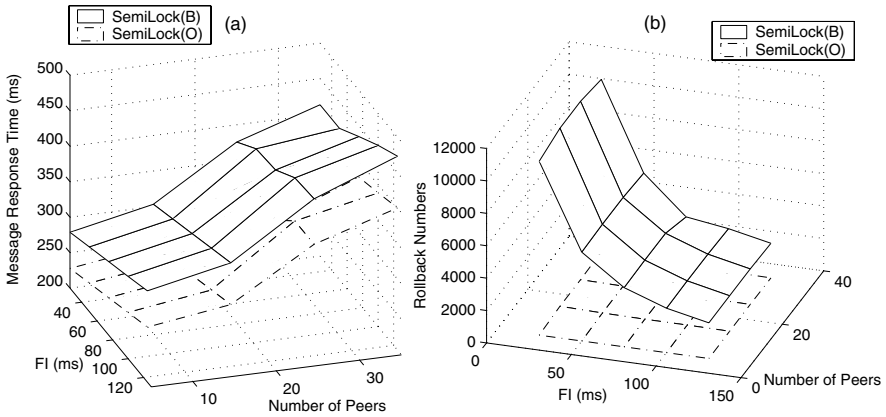 SemiLock(B)
SemiLock(O)
(a)
500
450
400
350
300
250
200
Message Response Time (ms)
40
60
80
100
120
FI (ms)
10
20
30
Number of Peers
(b)
SemiLock(B)
SemiLock(O)
12000
10000
8000
6000
4000
2000
0
Rollback Numbers
0
50
100
150
FI (ms)
0
20
40
Number of Peers